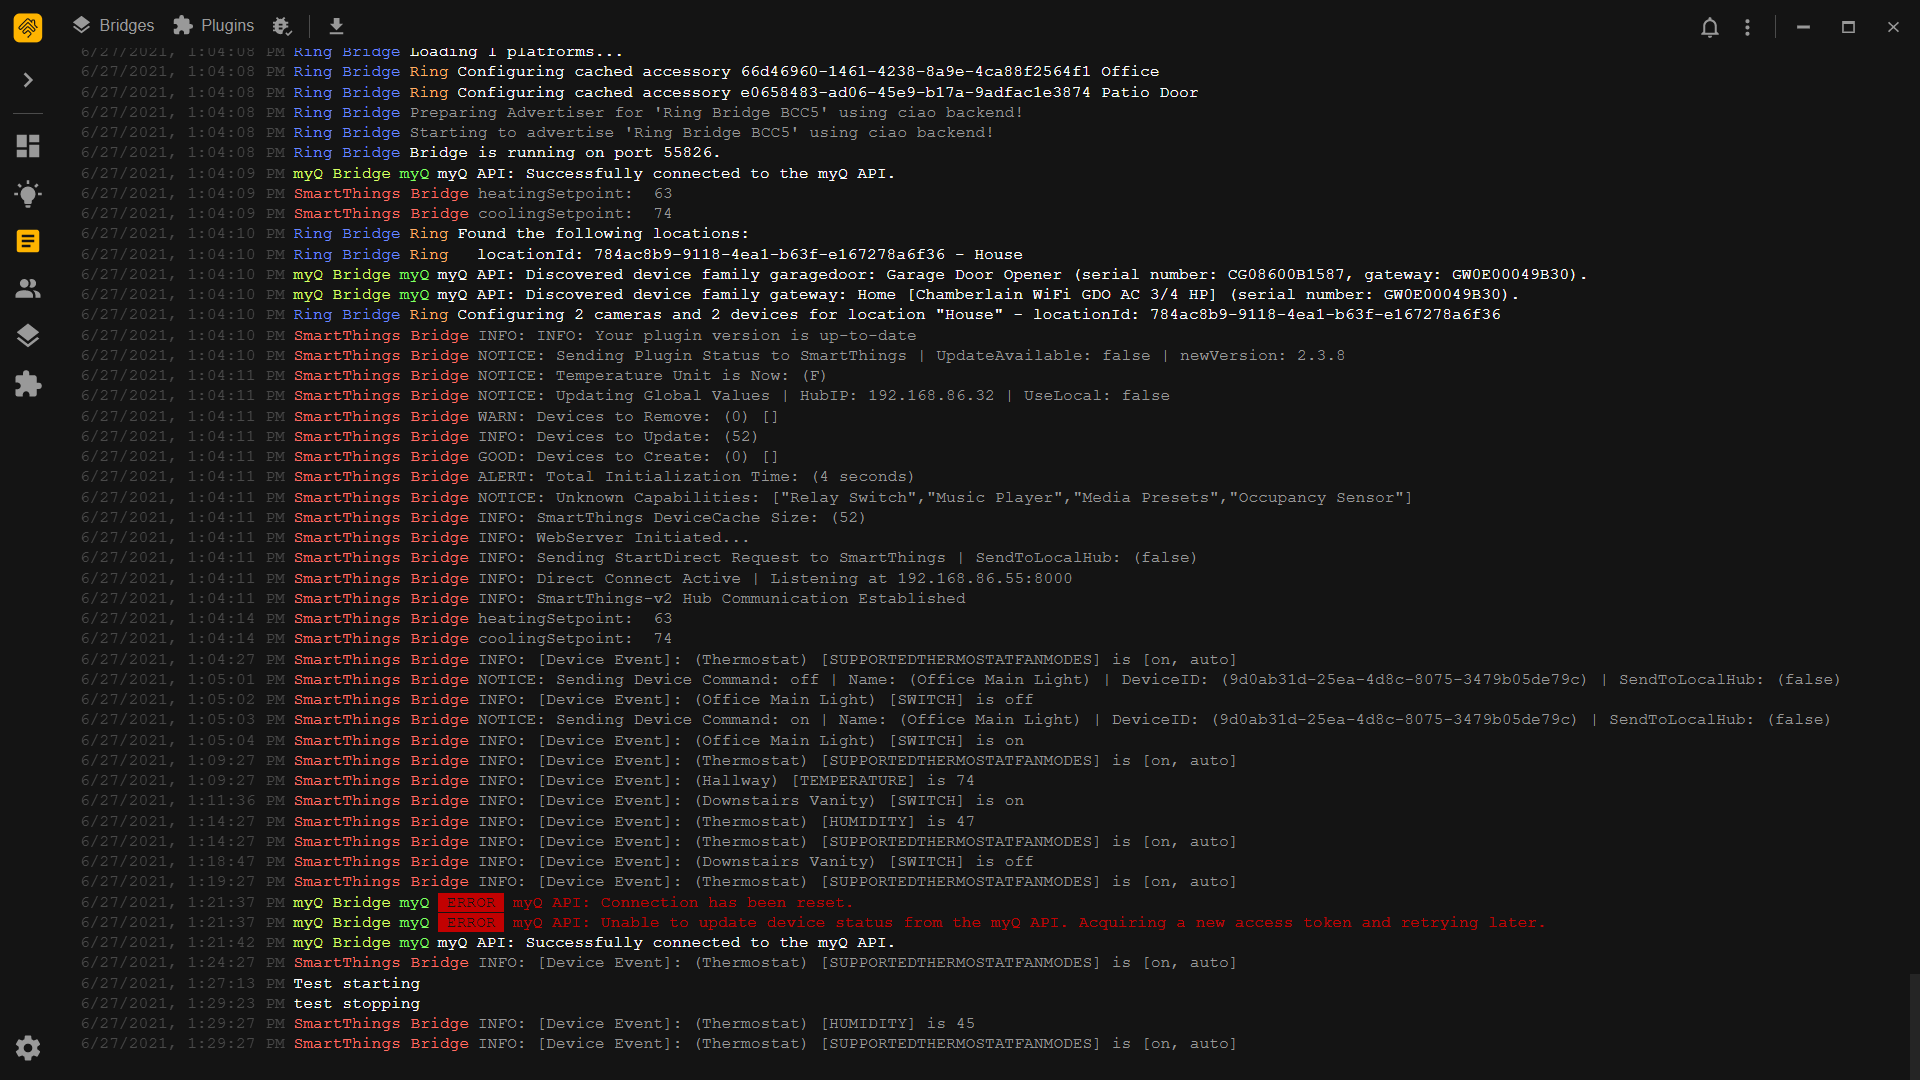 Bridges Plugins
6/27/2021, 1:04:08 PM Ring Bridge Loading 1 platforms...
6/27/2021, 1:04:08 PM Ring Bridge Ring Configuring cached accessory 66d46960-1461-4238-8a9e-4ca88f2564f1 Office
6/27/2021, 1:04:08 PM Ring Bridge Ring Configuring cached accessory e0658483-ad06-45e9-b17a-9adfac1e3874 Patio Door
6/27/2021, 1:04:08 PM Ring Bridge Preparing Advertiser for 'Ring Bridge BCC5' using ciao backend!
6/27/2021, 1:04:08 PM Ring Bridge Starting to advertise 'Ring Bridge BCC5' using ciao backend!
6/27/2021, 1:04:08 PM Ring Bridge Bridge is running on port 55826.
6/27/2021, 1:04:09 PM myQ Bridge myQ myQ API: Successfully connected to the myQ API.
6/27/2021, 1:04:09 PM SmartThings Bridge heatingSetpoint: 63
6/27/2021, 1:04:09 PM SmartThings Bridge coolingSetpoint: 74
6/27/2021, 1:04:10 PM Ring Bridge Ring Found the following locations:
6/27/2021, 1:04:10 PM Ring Bridge Ring locationId: 784ac8b9-9118-4ea1-b63f-e167278a6f36 - House
6/27/2021, 1:04:10 PM myQ Bridge myQ myQ API: Discovered device family garagedoor: Garage Door Opener (serial number: CG08600B1587, gateway: GW0E00049B30).
6/27/2021, 1:04:10 PM myQ Bridge myQ myQ API: Discovered device family gateway: Home [Chamberlain WiFi GDO AC 3/4 HP] (serial number: GW0E00049B30).
6/27/2021, 1:04:10 PM Ring Bridge Ring Configuring 2 cameras and 2 devices for location "House" - locationId: 784ac8b9-9118-4ea1-b63f-e167278a6f36
6/27/2021, 1:04:10 PM SmartThings Bridge INFO: INFO: Your plugin version is up-to-date
6/27/2021, 1:04:10 PM SmartThings Bridge NOTICE: Sending Plugin Status to SmartThings | UpdateAvailable: false | newVersion: 2.3.8
6/27/2021, 1:04:11 PM SmartThings Bridge NOTICE: Temperature Unit is Now: (F)
6/27/2021, 1:04:11 PM SmartThings Bridge NOTICE: Updating Global Values | HubIP: 192.168.86.32 | UseLocal: false
6/27/2021, 1:04:11 PM SmartThings Bridge WARN: Devices to Remove: (0) []
6/27/2021, 1:04:11 PM SmartThings Bridge INFO: Devices to Update: (52)
6/27/2021, 1:04:11 PM SmartThings Bridge GOOD: Devices to Create: (0) []
6/27/2021, 1:04:11 PM SmartThings Bridge ALERT: Total Initialization Time: (4 seconds)
6/27/2021, 1:04:11 PM SmartThings Bridge NOTICE: Unknown Capabilities: ["Relay Switch","Music Player","Media Presets","Occupancy Sensor"]
6/27/2021, 1:04:11 PM SmartThings Bridge INFO: SmartThings DeviceCache Size: (52)
6/27/2021, 1:04:11 PM SmartThings Bridge INFO: WebServer Initiated...
6/27/2021, 1:04:11 PM SmartThings Bridge INFO: Sending StartDirect Request to SmartThings | SendToLocalHub: (false)
6/27/2021, 1:04:11 PM SmartThings Bridge INFO: Direct Connect Active | Listening at 192.168.86.55:8000
6/27/2021, 1:04:11 PM SmartThings Bridge INFO: SmartThings-v2 Hub Communication Established
6/27/2021, 1:04:14 PM SmartThings Bridge heatingSetpoint: 63
6/27/2021, 1:04:14 PM SmartThings Bridge coolingSetpoint: 74
6/27/2021, 1:04:27 PM SmartThings Bridge INFO: [Device Event]: (Thermostat) [SUPPORTEDTHERMOSTATFANMODES] is [on, auto]
6/27/2021, 1:05:01 PM SmartThings Bridge NOTICE: Sending Device Command: off | Name: (Office Main Light) | DeviceID: (9d0ab31d-25ea-4d8c-8075-3479b05de79c) | SendToLocalHub: (false)
6/27/2021, 1:05:02 PM SmartThings Bridge INFO: [Device Event]: (Office Main Light) [SWITCH] is off
6/27/2021, 1:05:03 PM SmartThings Bridge NOTICE: Sending Device Command: on | Name: (Office Main Light) | DeviceID: (9d0ab31d-25ea-4d8c-8075-3479b05de79c) | SendToLocalHub: (false)
6/27/2021, 1:05:04 PM SmartThings Bridge INFO: [Device Event]: (Office Main Light) [SWITCH] is on
6/27/2021, 1:09:27 PM SmartThings Bridge INFO: [Device Event]: (Thermostat) [SUPPORTEDTHERMOSTATFANMODES] is [on, auto]
6/27/2021, 1:09:27 PM SmartThings Bridge INFO: [Device Event]: (Hallway) [TEMPERATURE] is 74
6/27/2021, 1:11:36 PM SmartThings Bridge INFO: [Device Event]: (Downstairs Vanity) [SWITCH] is on
6/27/2021, 1:14:27 PM SmartThings Bridge INFO: [Device Event]: (Thermostat) [HUMIDITY] is 47
6/27/2021, 1:14:27 PM SmartThings Bridge INFO: [Device Event]: (Thermostat) [SUPPORTEDTHERMOSTATFANMODES] is [on, auto]
6/27/2021, 1:18:47 PM SmartThings Bridge INFO: [Device Event]: (Downstairs Vanity) [SWITCH] is off
6/27/2021, 1:19:27 PM SmartThings Bridge INFO: [Device Event]: (Thermostat) [SUPPORTEDTHERMOSTATFANMODES] is [on, auto]
6/27/2021, 1:21:37 PM myQ Bridge myQ ERROR myQ API: Connection has been reset.
6/27/2021, 1:21:37 PM myQ Bridge myQ ERROR myQ API: Unable to update device status from the myQ API. Acquiring a new access token and retrying later.
6/27/2021, 1:21:42 PM myQ Bridge myQ myQ API: Successfully connected to the myQ API.
6/27/2021, 1:24:27 PM SmartThings Bridge INFO: [Device Event]: (Thermostat) [SUPPORTEDTHERMOSTATFANMODES] is [on, auto]
6/27/2021, 1:27:13 PM Test starting
6/27/2021, 1:29:23 PM test stopping
6/27/2021, 1:29:27 PM SmartThings Bridge INFO: [Device Event]: (Thermostat) [HUMIDITY] is 45
6/27/2021, 1:29:27 PM SmartThings Bridge INFO: [Device Event]: (Thermostat) [SUPPORTEDTHERMOSTATFANMODES] is [on, auto]